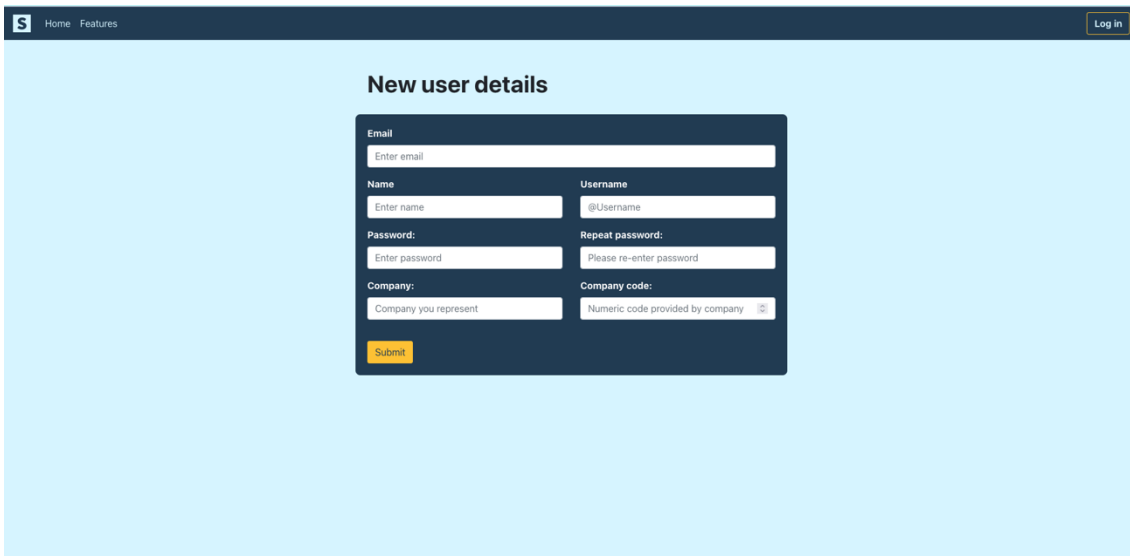 S Home Features Log in
New user details
Email
Enter email
Name Username
Enter name @Username
Password: Repeat password:
Enter password Please re-enter password
Company: Company code:
Company you represent Numeric code provided by company
Submit